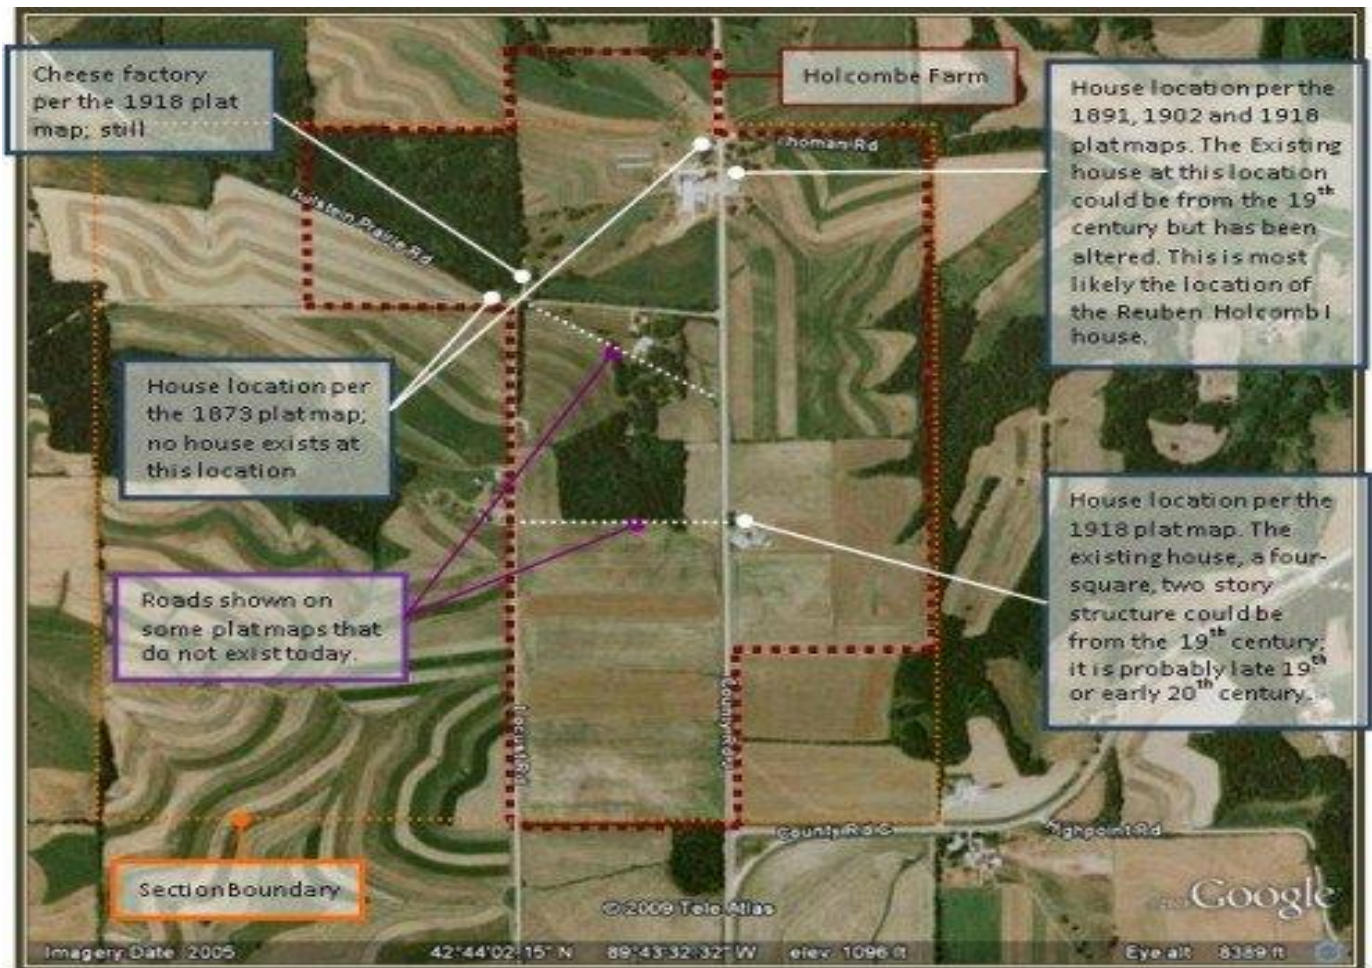 Cheese factory
per the 1918 plat
map; still
Holcombe Farm
House location per the
1891, 1902 and 1918
plat maps. The Existing
house at this location
could be from the 19th
century but has been
altered. This is most
likely the location of
the Reuben Holcomb I
house.
Thoman Rd
Holstein Prairie Rd
House location per
the 1873 plat map;
no house exists at
this location
House location per the
1918 plat map. The
existing house, a four-
square, two story
structure could be
from the 19th century;
it is probably late 19th
or early 20th century.
Roads shown on
some plat maps that
do not exist today.
Locust Rd
County Rd
County Rd G
Highpoint Rd
Section Boundary
Google
© 2009 Tele Atlas
Imagery Date: 2005 42°44'02.15" N 89°43'32.32" W elev 1096 ft Eye alt 8389 ft